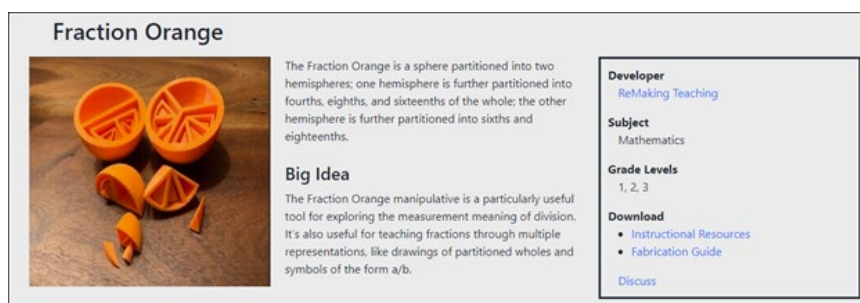 Fraction Orange
The Fraction Orange is a sphere partitioned into two
hemispheres; one hemisphere is further partitioned into
fourths, eighths, and sixteenths of the whole; the other
hemisphere is further partitioned into sixths and
eighteenths.
Big Idea
The Fraction Orange manipulative is a particularly useful
tool for exploring the measurement meaning of division.
It's also useful for teaching fractions through multiple
representations, like drawings of partitioned wholes and
symbols of the form a/b.
Developer
ReMaking Teaching
Subject
Mathematics
Grade Levels
1, 2, 3
Download
• Instructional Resources
• Fabrication Guide
Discuss